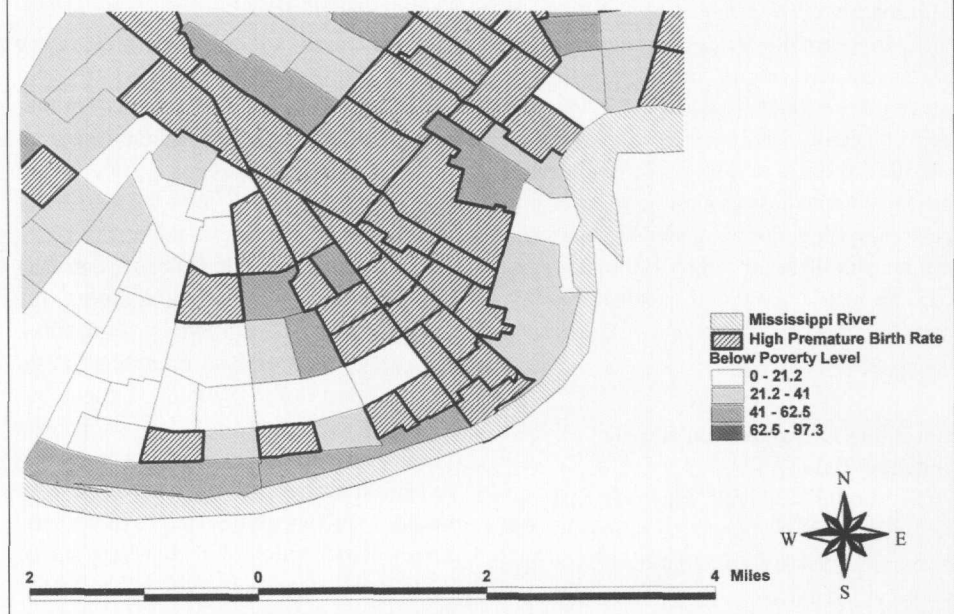 Mississippi River
High Premature Birth Rate
Below Poverty Level
0 - 21.2
21.2 - 41
41 - 62.5
62.5 - 97.3
N
W E
S
2 0 2 4 Miles